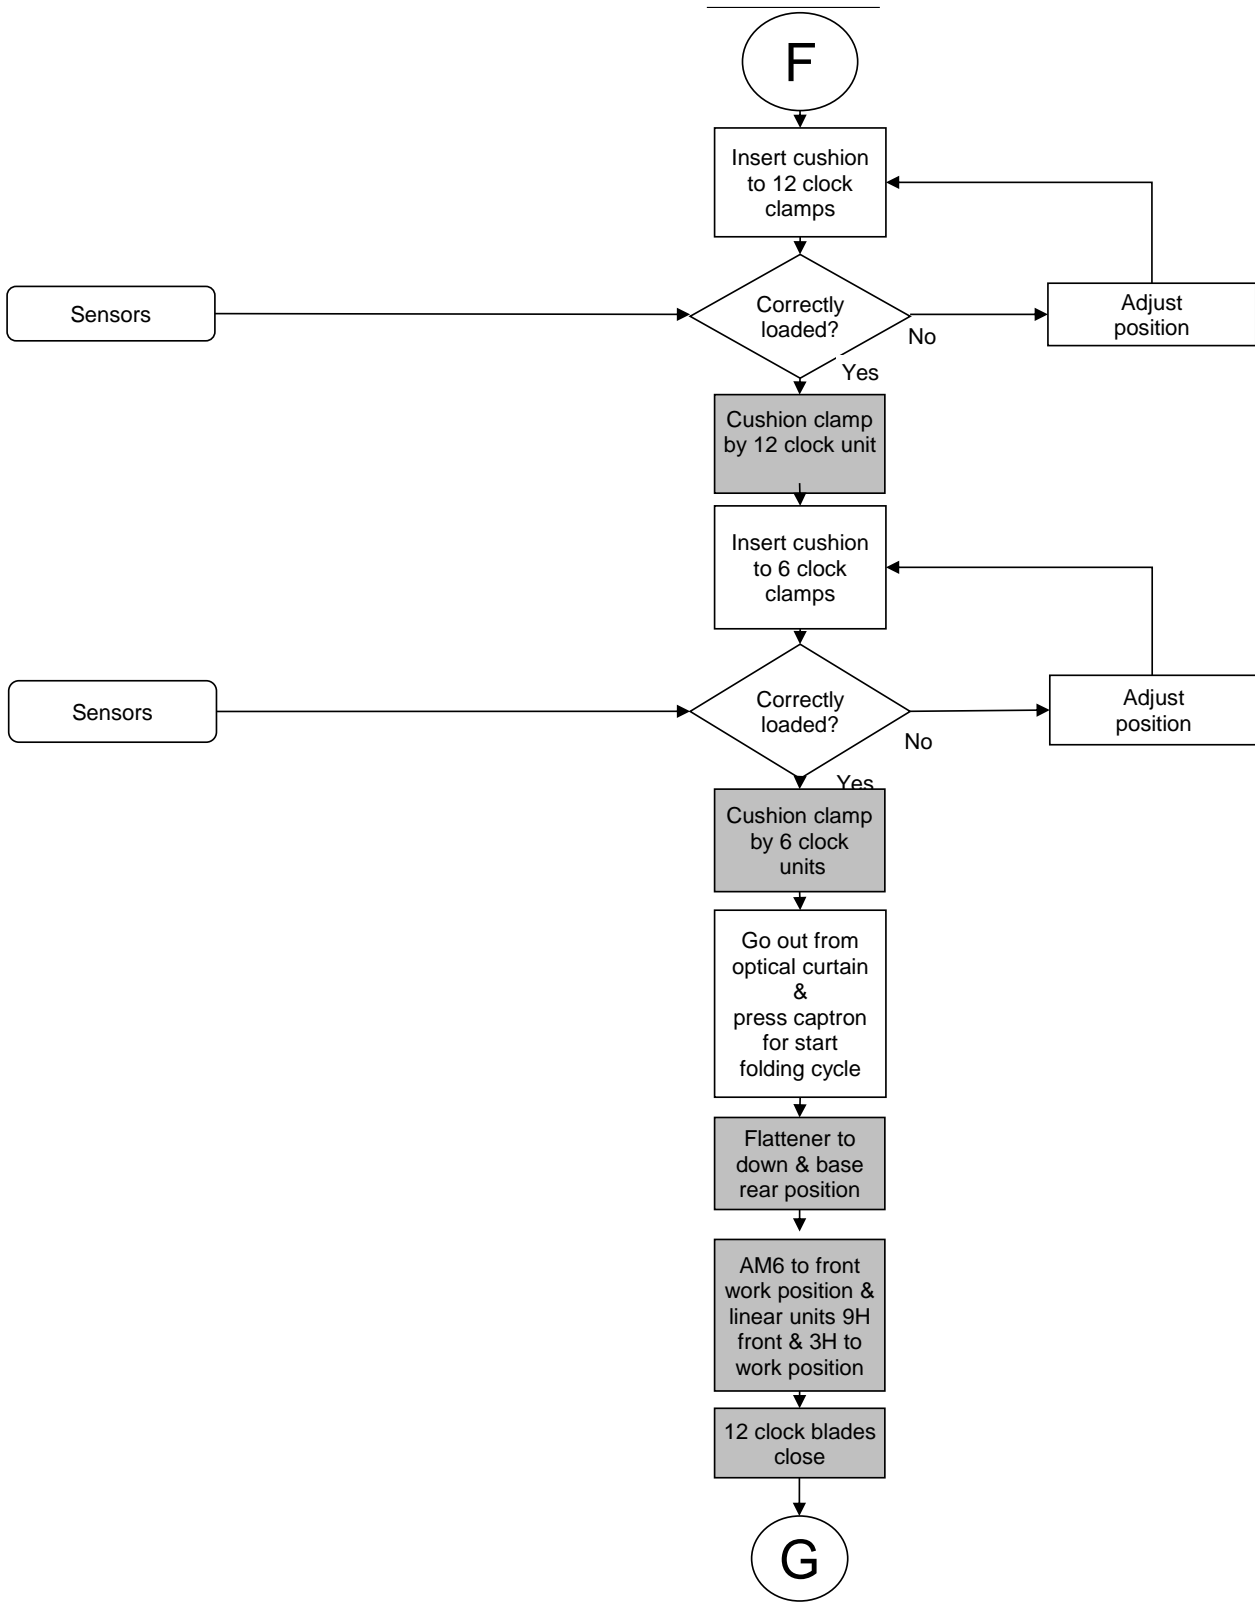 F
Insert cushion
to 12 clock
clamps
Sensors
Correctly
loaded?
No
Adjust
position
Yes
Cushion clamp
by 12 clock unit
Insert cushion
to 6 clock
clamps
Sensors
Correctly
loaded?
No
Adjust
position
Yes
Cushion clamp
by 6 clock
units
Go out from
optical curtain
&
press captron
for start
folding cycle
Flattener to
down & base
rear position
AM6 to front
work position &
linear units 9H
front & 3H to
work position
12 clock blades
close
G